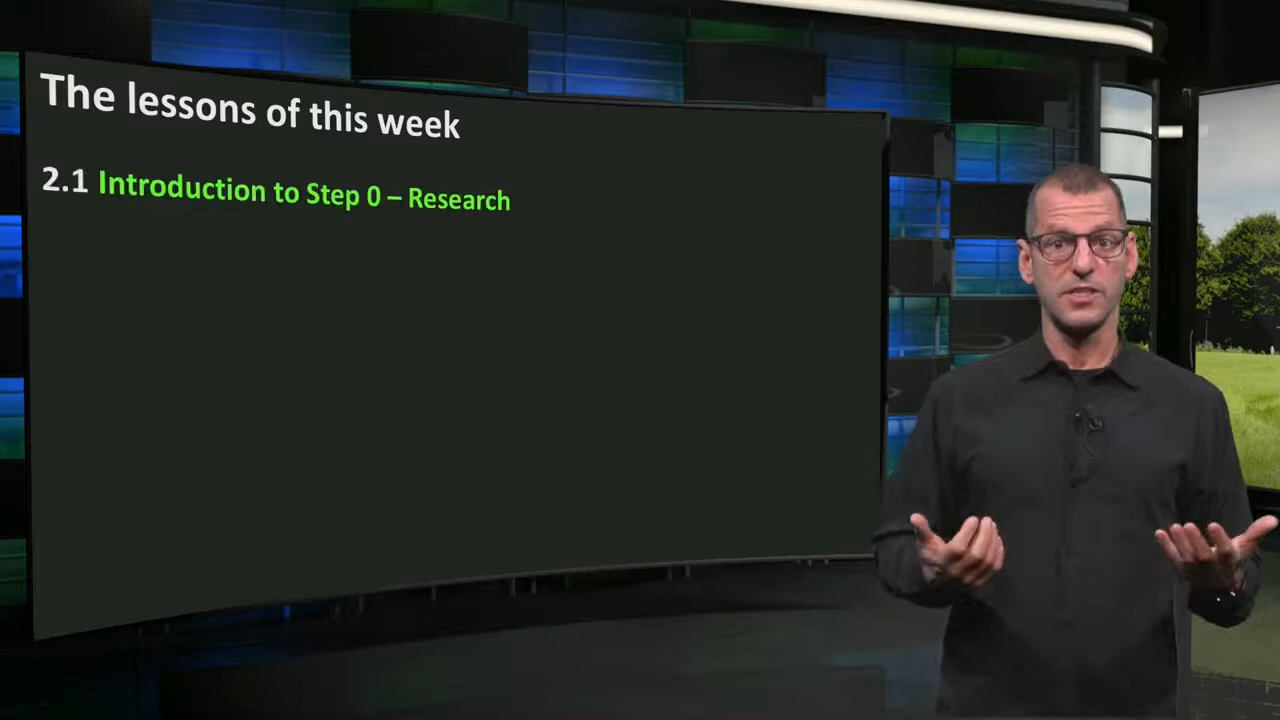 The lessons of this week
2.1 Introduction to Step 0 – Research